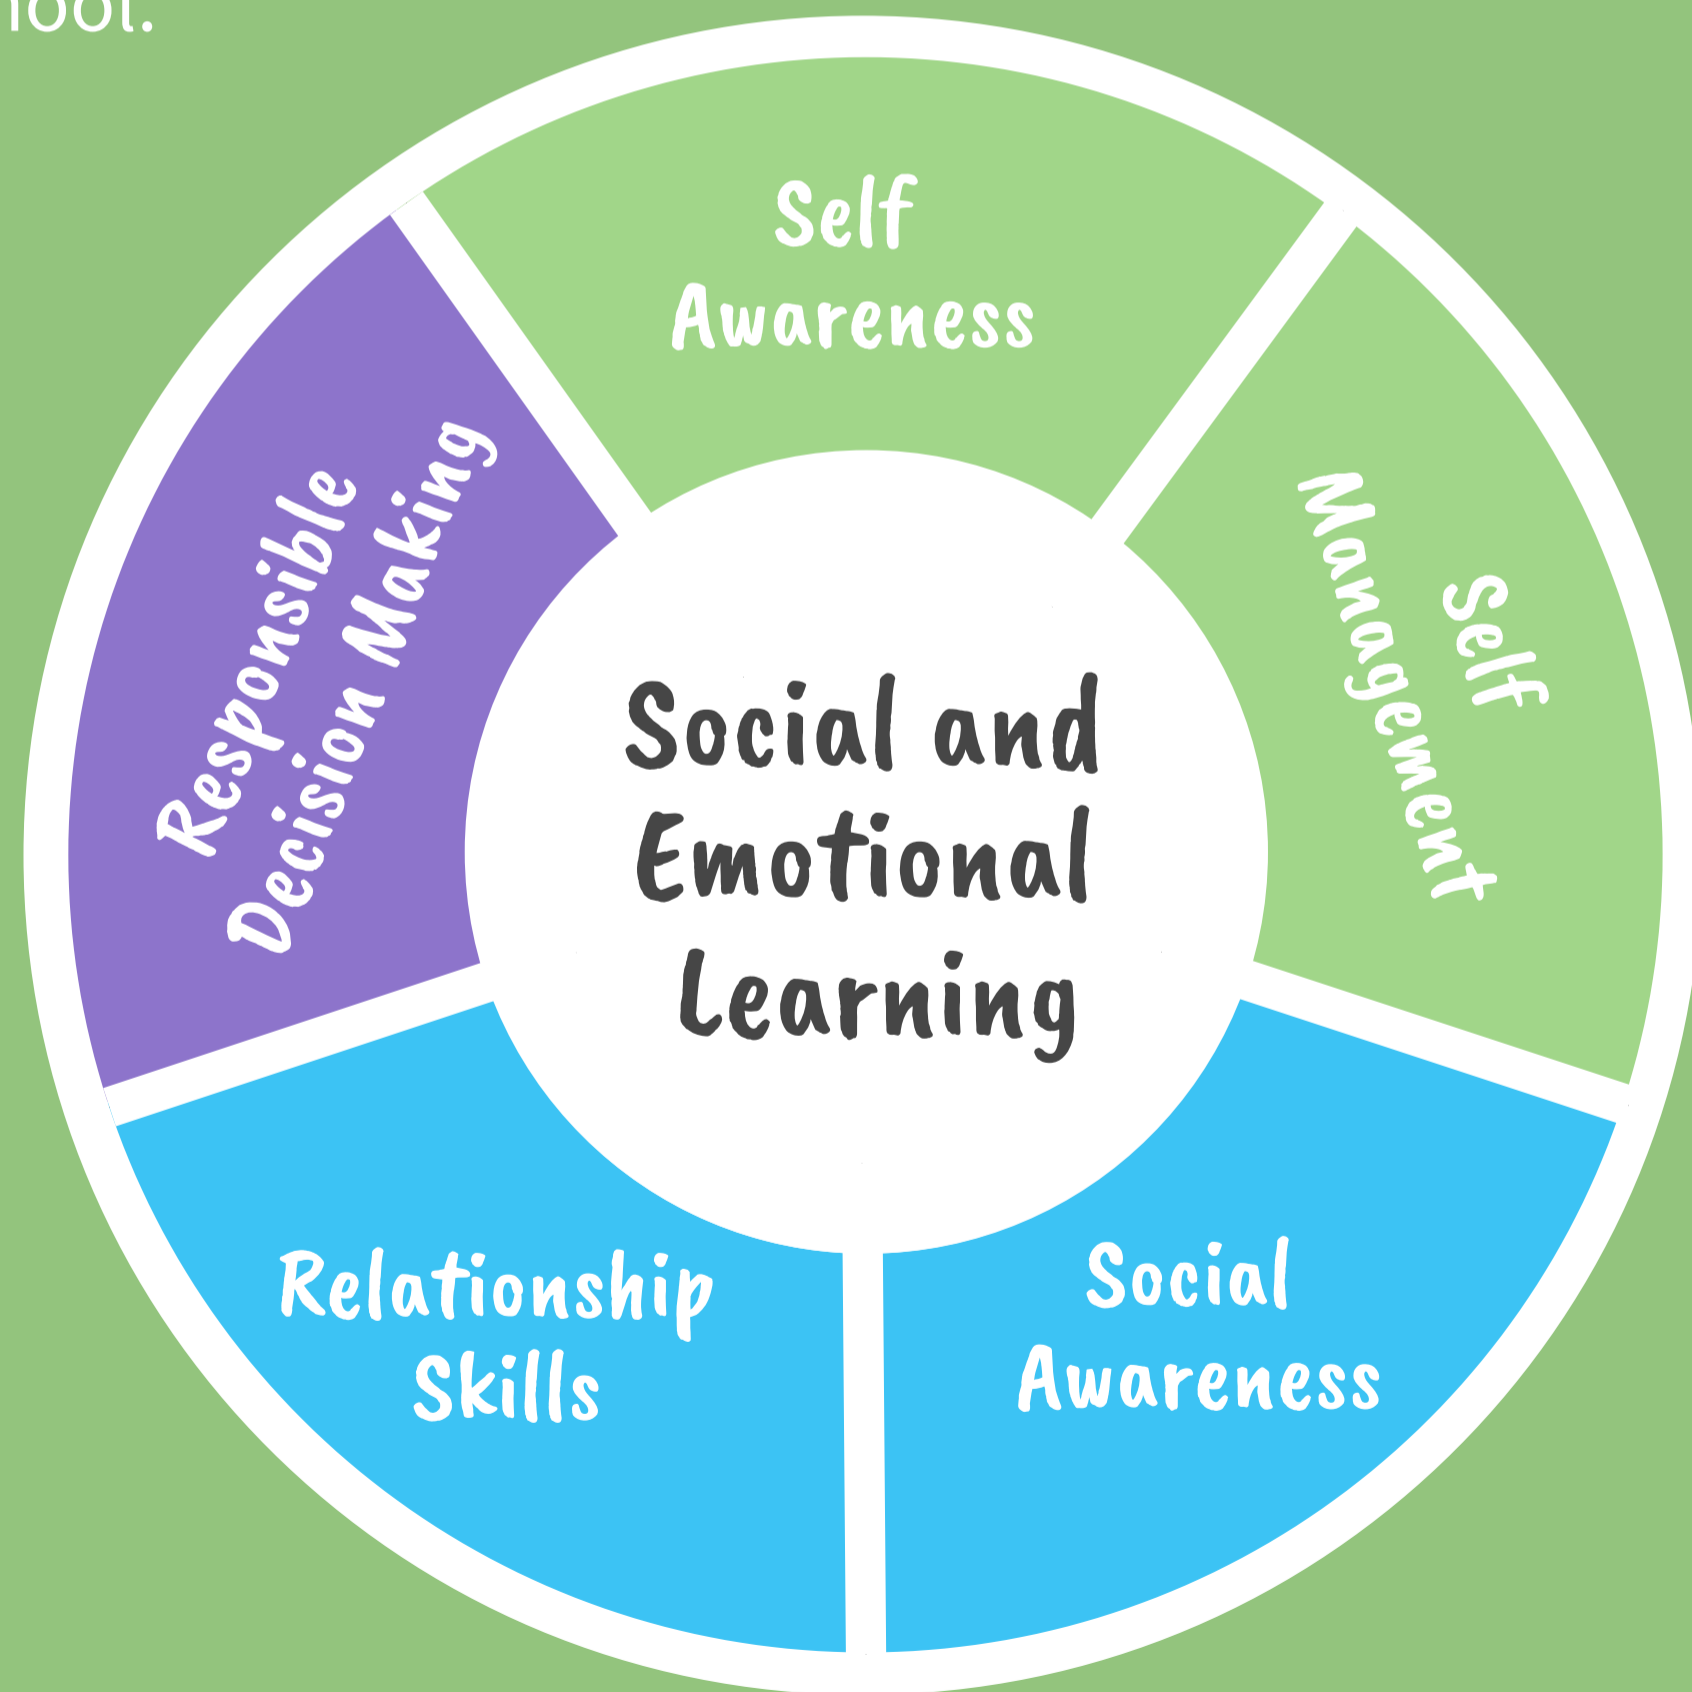 Self
Awareness
Self
Management
Social
Awareness
Relationship
Skills
Responsible
Decision Making
Social and
Emotional
Learning